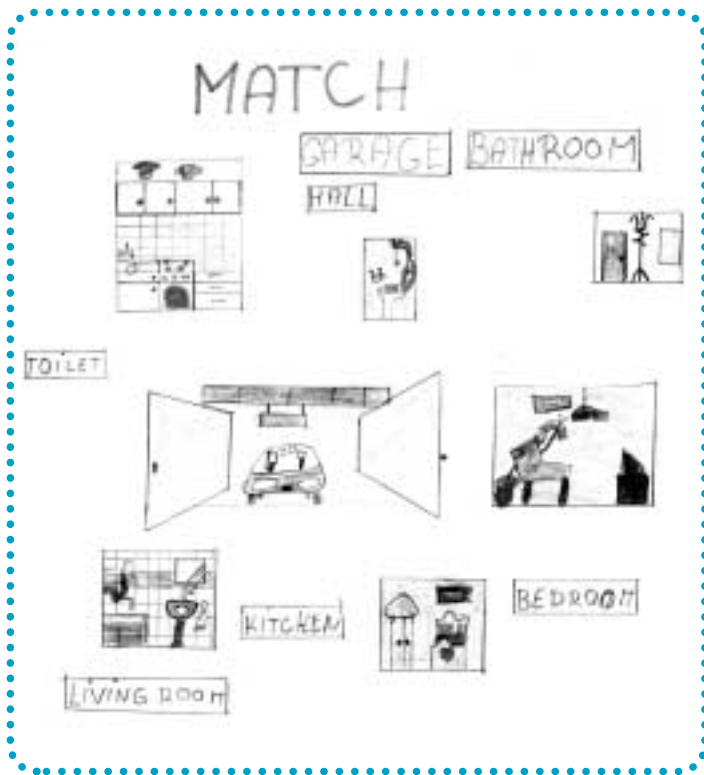 MATCH
GARAGE BATHROOM
HALL
TOILET
KITCHEN
BEDROOM
LIVING ROOM